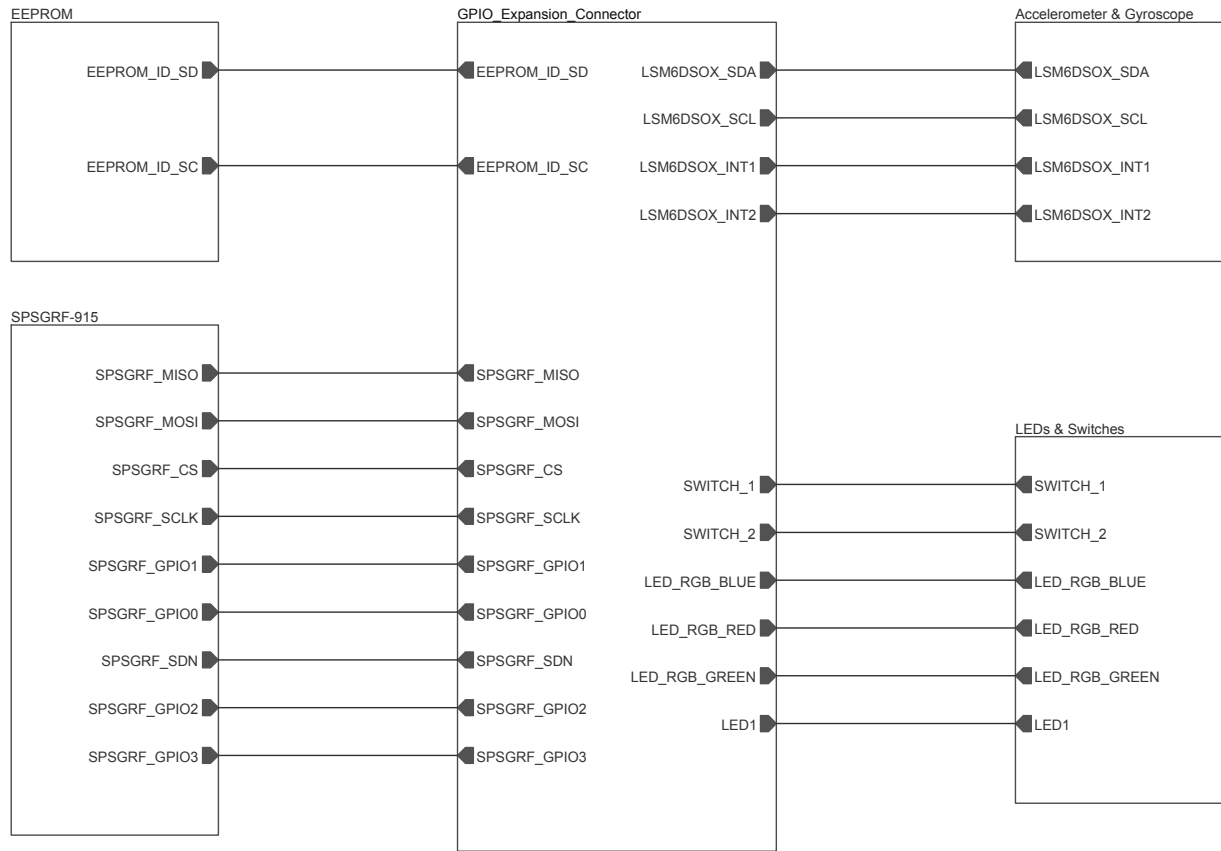 EEPROM
EEPROM_ID_SD
EEPROM_ID_SC
SPSGRF-915
SPSGRF_MISO
SPSGRF_MOSI
SPSGRF_CS
SPSGRF_SCLK
SPSGRF_GPIO1
SPSGRF_GPIO0
SPSGRF_SDN
SPSGRF_GPIO2
SPSGRF_GPIO3
GPIO_Expansion_Connector
EEPROM_ID_SD
EEPROM_ID_SC
SPSGRF_MISO
SPSGRF_MOSI
SPSGRF_CS
SPSGRF_SCLK
SPSGRF_GPIO1
SPSGRF_GPIO0
SPSGRF_SDN
SPSGRF_GPIO2
SPSGRF_GPIO3
LSM6DSOX_SDA
LSM6DSOX_SCL
LSM6DSOX_INT1
LSM6DSOX_INT2
SWITCH_1
SWITCH_2
LED_RGB_BLUE
LED_RGB_RED
LED_RGB_GREEN
LED1
Accelerometer & Gyroscope
LSM6DSOX_SDA
LSM6DSOX_SCL
LSM6DSOX_INT1
LSM6DSOX_INT2
LEDs & Switches
SWITCH_1
SWITCH_2
LED_RGB_BLUE
LED_RGB_RED
LED_RGB_GREEN
LED1